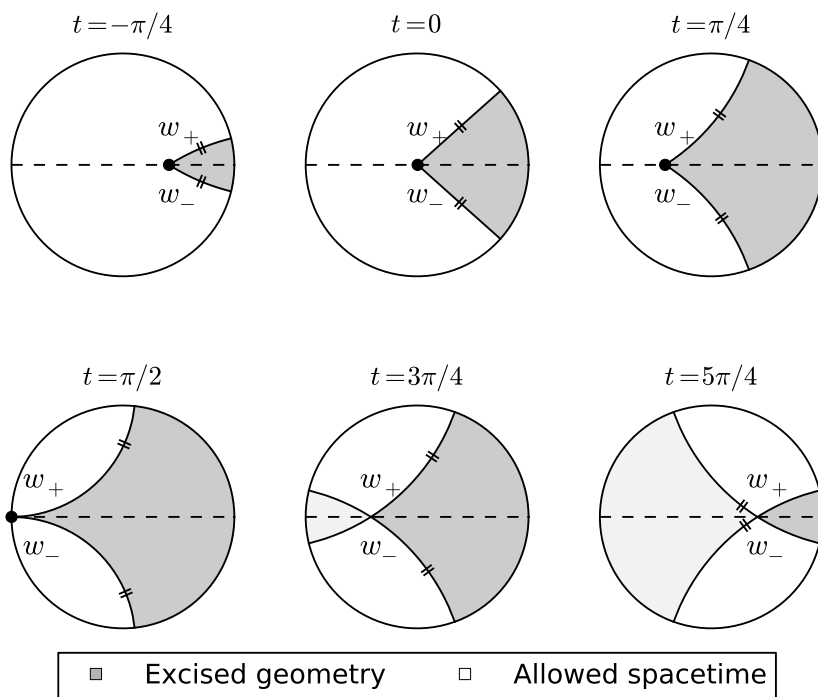 t=−π/4
t=0
t=π/4
w+
w−
w+
w−
w+
w−
t=π/2
t=3π/4
t=5π/4
w+
w−
w+
w−
w+
w−
Excised geometry
Allowed spacetime